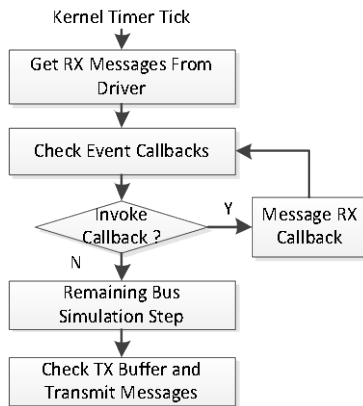 Kernel Timer Tick
Get RX Messages From
Driver
Check Event Callbacks
Invoke
Callback ?
Y
Message RX
Callback
N
Remaining Bus
Simulation Step
Check TX Buffer and
Transmit Messages